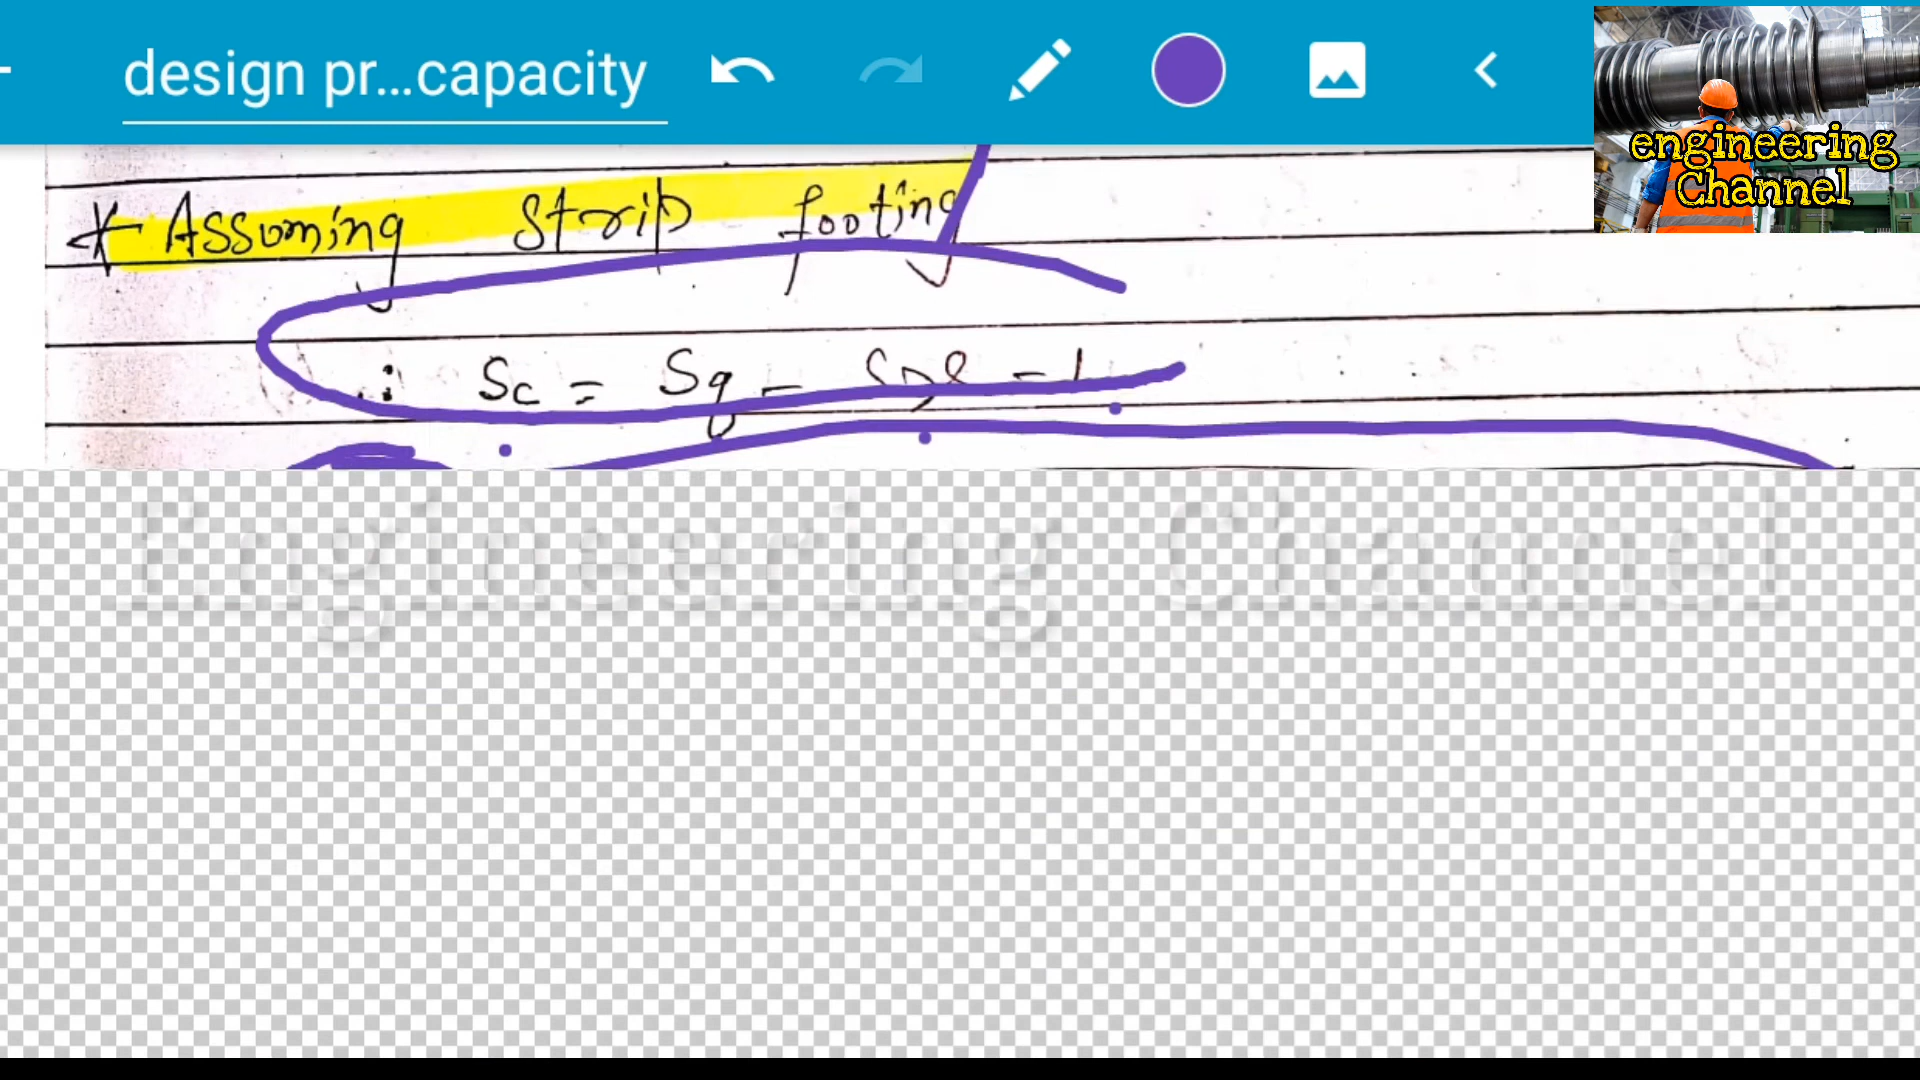 design pr...capacity
engineering
Channel
Assuming Strip footing
∴ Sc = Sq = Sγ = 1
Engineering Channel